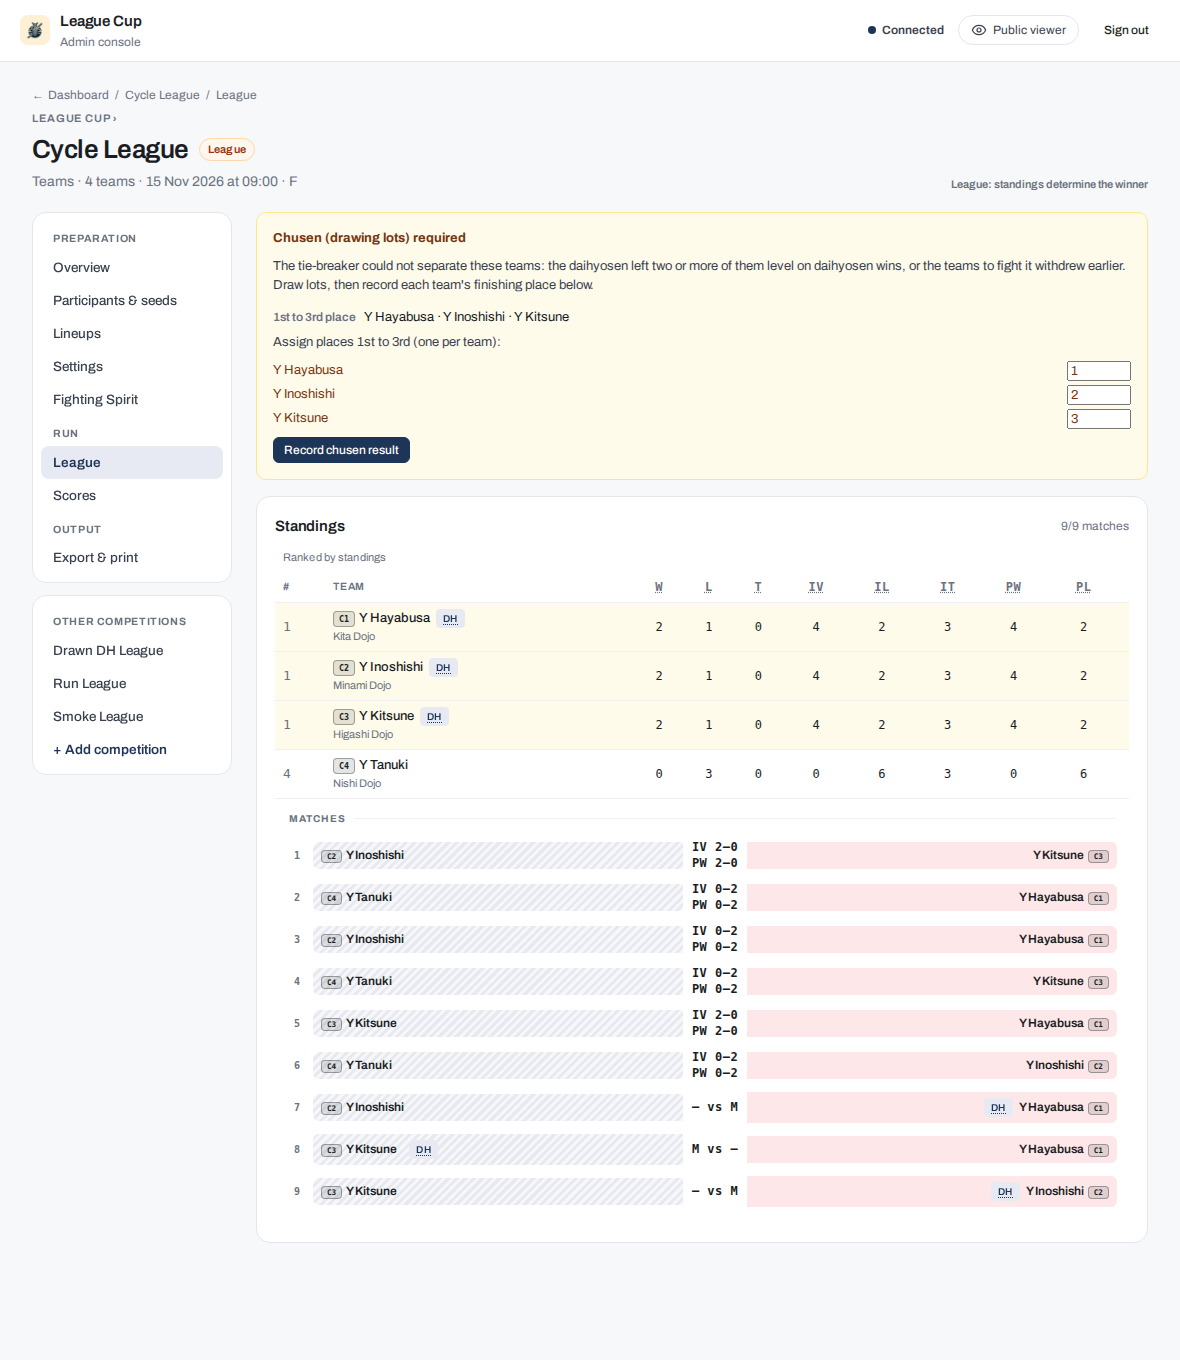 League Cup
Admin console
Connected
Public viewer
Sign out
← Dashboard / Cycle League / League
LEAGUE CUP ›
Cycle League League
Teams · 4 teams · 15 Nov 2026 at 09:00 · F
League: standings determine the winner
PREPARATION
Overview
Participants & seeds
Lineups
Settings
Fighting Spirit
RUN
League
Scores
OUTPUT
Export & print
OTHER COMPETITIONS
Drawn DH League
Run League
Smoke League
+ Add competition
Chusen (drawing lots) required
The tie-breaker could not separate these teams: the daihyosen left two or more of them level on daihyosen wins, or the teams to fight it withdrew earlier.
Draw lots, then record each team's finishing place below.
1st to 3rd place Y Hayabusa · Y Inoshishi · Y Kitsune
Assign places 1st to 3rd (one per team):
Y Hayabusa 1
Y Inoshishi 2
Y Kitsune 3
Record chusen result
Standings 9/9 matches
Ranked by standings
# TEAM W L T IV IL IT PW PL
1 C1 Y Hayabusa DH 2 1 0 4 2 3 4 2
Kita Dojo
1 C2 Y Inoshishi DH 2 1 0 4 2 3 4 2
Minami Dojo
1 C3 Y Kitsune DH 2 1 0 4 2 3 4 2
Higashi Dojo
4 C4 Y Tanuki 0 3 0 0 6 3 0 6
Nishi Dojo
MATCHES
1 C2 Y Inoshishi IV 2–0 Y Kitsune C3
PW 2–0
2 C4 Y Tanuki IV 0–2 Y Hayabusa C1
PW 0–2
3 C2 Y Inoshishi IV 0–2 Y Hayabusa C1
PW 0–2
4 C4 Y Tanuki IV 0–2 Y Kitsune C3
PW 0–2
5 C3 Y Kitsune IV 2–0 Y Hayabusa C1
PW 2–0
6 C4 Y Tanuki IV 0–2 Y Inoshishi C2
PW 0–2
7 C2 Y Inoshishi – vs M DH Y Hayabusa C1
8 C3 Y Kitsune DH M vs – Y Hayabusa C1
9 C3 Y Kitsune – vs M DH Y Inoshishi C2